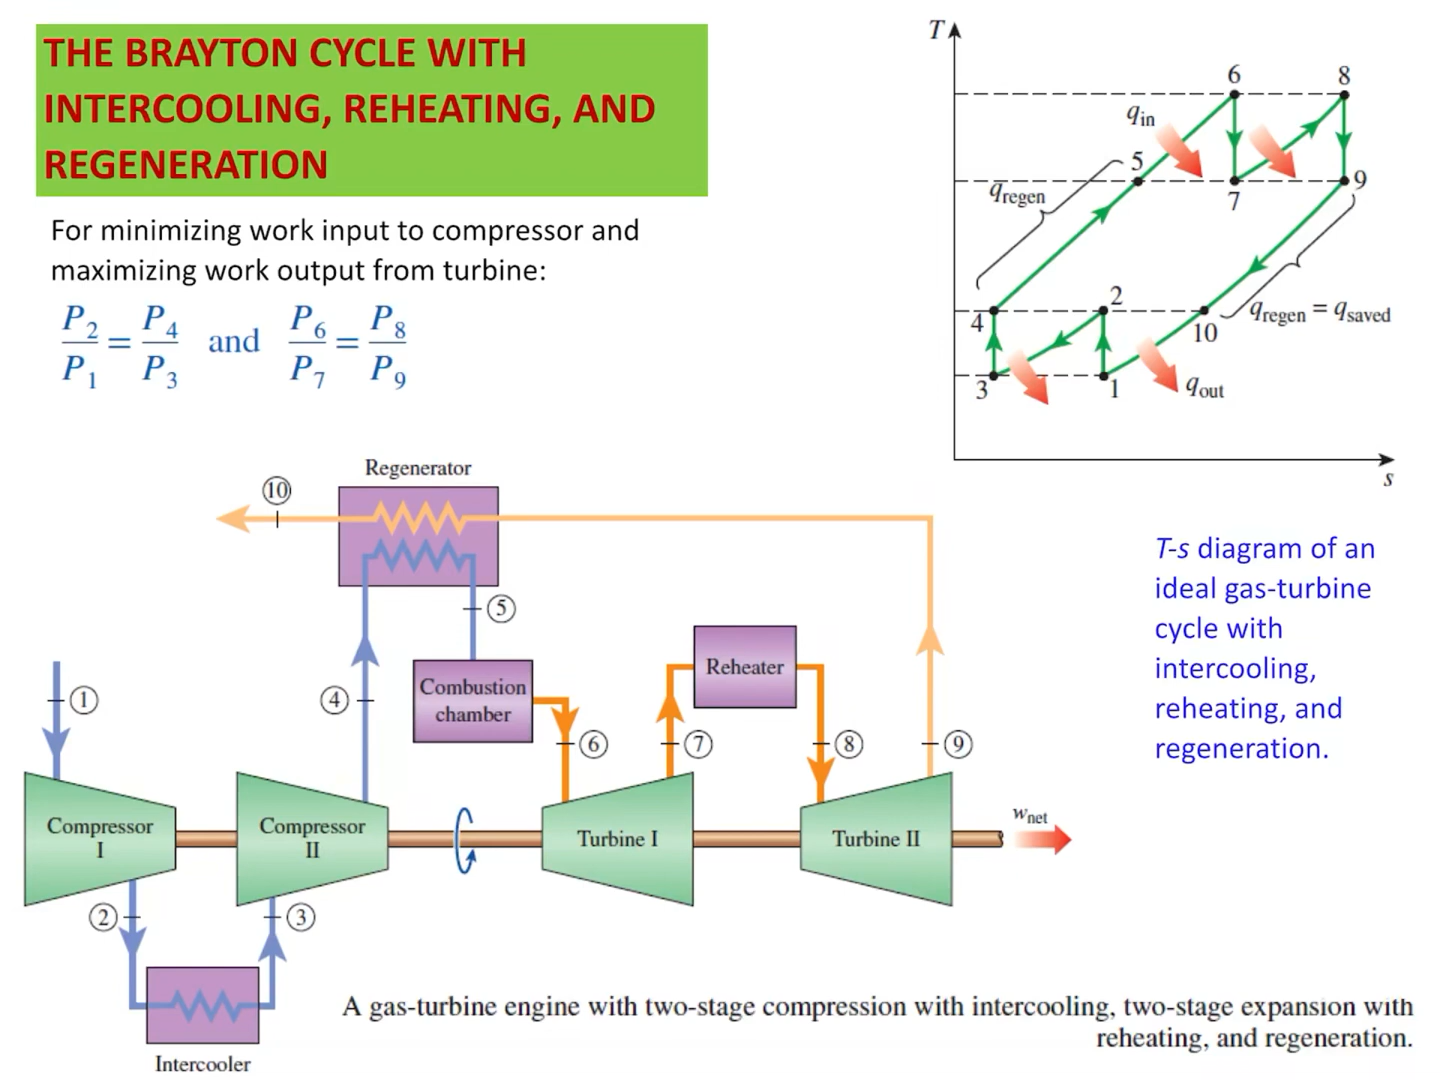 THE BRAYTON CYCLE WITH
INTERCOOLING, REHEATING, AND
REGENERATION
For minimizing work input to compressor and
maximizing work output from turbine:
P2/P1 = P4/P3 and P6/P7 = P8/P9
T
6
8
qin
5
9
qregen
7
2
4
10
qregen = qsaved
3
1
qout
s
T-s diagram of an
ideal gas-turbine
cycle with
intercooling,
reheating, and
regeneration.
Regenerator
10
5
Reheater
Combustion
chamber
1
4
6
7
8
9
Compressor
I
Compressor
II
Turbine I
Turbine II
wnet
2
3
Intercooler
A gas-turbine engine with two-stage compression with intercooling, two-stage expansion with
reheating, and regeneration.